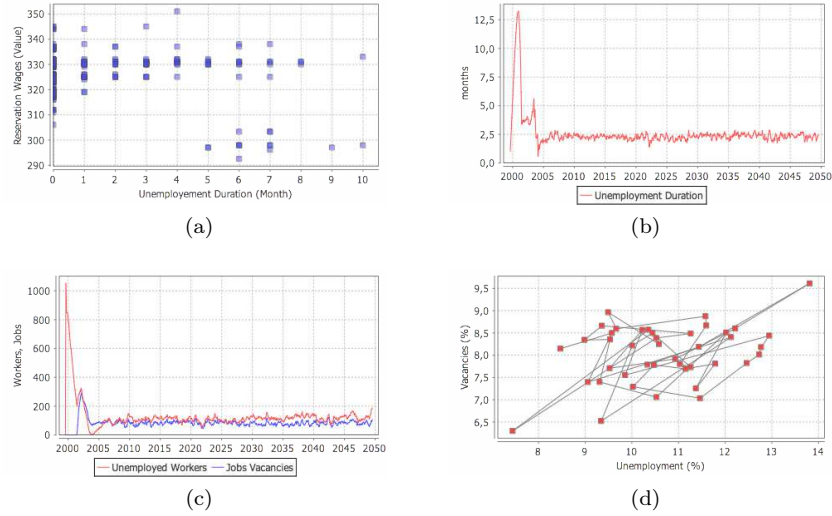 350
340
330
320
310
300
290
Reservation Wages (Value)
0 1 2 3 4 5 6 7 8 9 10
Unemployement Duration (Month)
(a)
12,5
10,0
7,5
5,0
2,5
0,0
months
2000 2005 2010 2015 2020 2025 2030 2035 2040 2045 2050
Unemployment Duration
(b)
1000
800
600
400
200
0
Workers, Jobs
2000 2005 2010 2015 2020 2025 2030 2035 2040 2045 2050
Unemployed Workers Jobs Vacancies
(c)
9,5
9,0
8,5
8,0
7,5
7,0
6,5
Vacancies (%)
8 9 10 11 12 13 14
Unemployment (%)
(d)